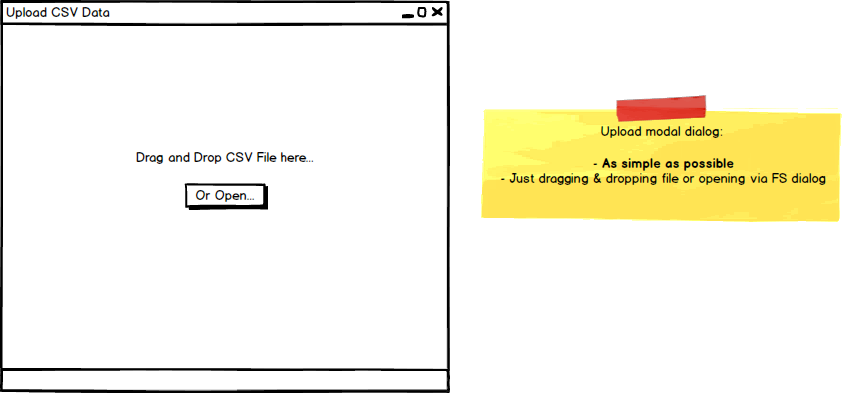 Upload CSV Data
Drag and Drop CSV File here...
Or Open...
Upload modal dialog:
- As simple as possible
- Just dragging & dropping file or opening via FS dialog